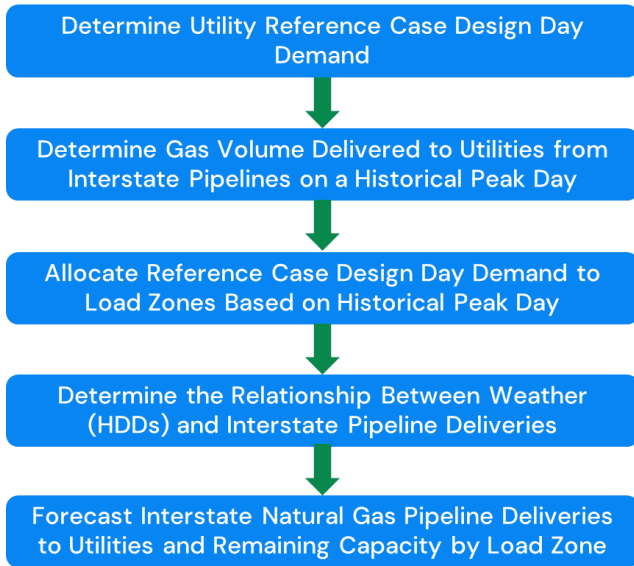 Determine Utility Reference Case Design Day
Demand
Determine Gas Volume Delivered to Utilities from
Interstate Pipelines on a Historical Peak Day
Allocate Reference Case Design Day Demand to
Load Zones Based on Historical Peak Day
Determine the Relationship Between Weather
(HDDs) and Interstate Pipeline Deliveries
Forecast Interstate Natural Gas Pipeline Deliveries
to Utilities and Remaining Capacity by Load Zone